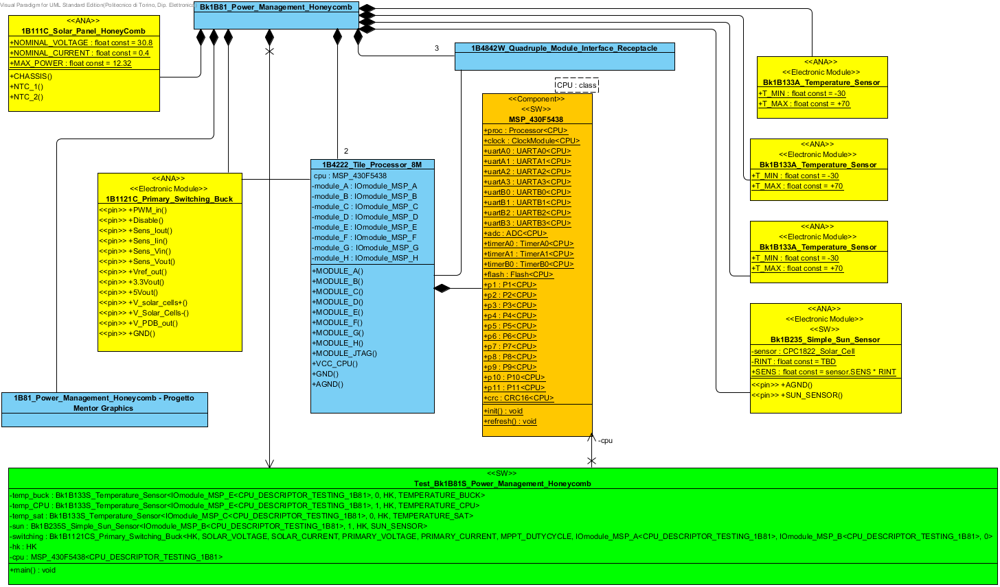 Visual Paradigm for UML Standard Edition(Politecnico di Torino, Dip. Elettronica)
Bk1B81_Power_Management_Honeycomb
<<ANA>>
1B111C_Solar_Panel_HoneyComb
+NOMINAL_VOLTAGE : float const = 30.8
+NOMINAL_CURRENT : float const = 0.4
+MAX_POWER : float const = 12.32
+CHASSIS()
+NTC_1()
+NTC_2()
3
1B4842W_Quadruple_Module_Interface_Receptacle
<<ANA>>
<<Electronic Module>>
Bk1B133A_Temperature_Sensor
+T_MIN : float const = -30
+T_MAX : float const = +70
<<ANA>>
<<Electronic Module>>
Bk1B133A_Temperature_Sensor
+T_MIN : float const = -30
+T_MAX : float const = +70
<<ANA>>
<<Electronic Module>>
Bk1B133A_Temperature_Sensor
+T_MIN : float const = -30
+T_MAX : float const = +70
<<ANA>>
<<Electronic Module>>
<<SW>>
Bk1B235_Simple_Sun_Sensor
-sensor : CPC1822_Solar_Cell
-RINT : float const = TBD
+SENS : float const = sensor.SENS * RINT
<<pin>> +AGND()
<<pin>> +SUN_SENSOR()
CPU : class
<<Component>>
<<SW>>
MSP_430F5438
+proc : Processor<CPU>
+clock : ClockModule<CPU>
+uartA0 : UARTA0<CPU>
+uartA1 : UARTA1<CPU>
+uartA2 : UARTA2<CPU>
+uartA3 : UARTA3<CPU>
+uartB0 : UARTB0<CPU>
+uartB1 : UARTB1<CPU>
+uartB2 : UARTB2<CPU>
+uartB3 : UARTB3<CPU>
+adc : ADC<CPU>
+timerA0 : TimerA0<CPU>
+timerA1 : TimerA1<CPU>
+timerB0 : TimerB0<CPU>
+flash : Flash<CPU>
+p1 : P1<CPU>
+p2 : P2<CPU>
+p3 : P3<CPU>
+p4 : P4<CPU>
+p5 : P5<CPU>
+p6 : P6<CPU>
+p7 : P7<CPU>
+p8 : P8<CPU>
+p9 : P9<CPU>
+p10 : P10<CPU>
+p11 : P11<CPU>
+crc : CRC16<CPU>
+init() : void
+refresh() : void
-cpu
2
1B4222_Tile_Processor_8M
cpu : MSP_430F5438
-module_A : IOmodule_MSP_A
-module_B : IOmodule_MSP_B
-module_C : IOmodule_MSP_C
-module_D : IOmodule_MSP_D
-module_E : IOmodule_MSP_E
-module_F : IOmodule_MSP_F
-module_G : IOmodule_MSP_G
-module_H : IOmodule_MSP_H
+MODULE_A()
+MODULE_B()
+MODULE_C()
+MODULE_D()
+MODULE_E()
+MODULE_F()
+MODULE_G()
+MODULE_H()
+MODULE_JTAG()
+VCC_CPU()
+GND()
+AGND()
<<ANA>>
<<Electronic Module>>
1B1121C_Primary_Switching_Buck
<<pin>> +PWM_in()
<<pin>> +Disable()
<<pin>> +Sens_Iout()
<<pin>> +Sens_Iin()
<<pin>> +Sens_Vin()
<<pin>> +Sens_Vout()
<<pin>> +Vref_out()
<<pin>> +3.3Vout()
<<pin>> +5Vout()
<<pin>> +V_solar_cells+()
<<pin>> +V_Solar_Cells-()
<<pin>> +V_PDB_out()
<<pin>> +GND()
1B81_Power_Management_Honeycomb - Progetto
Mentor Graphics
<<SW>>
Test_Bk1B81S_Power_Management_Honeycomb
-temp_buck : Bk1B133S_Temperature_Sensor<IOmodule_MSP_E<CPU_DESCRIPTOR_TESTING_1B81>, 0, HK, TEMPERATURE_BUCK>
-temp_CPU : Bk1B133S_Temperature_Sensor<IOmodule_MSP_E<CPU_DESCRIPTOR_TESTING_1B81>, 1, HK, TEMPERATURE_CPU>
-temp_sat : Bk1B133S_Temperature_Sensor<IOmodule_MSP_C<CPU_DESCRIPTOR_TESTING_1B81>, 0, HK, TEMPERATURE_SAT>
-sun : Bk1B235S_Simple_Sun_Sensor<IOmodule_MSP_B<CPU_DESCRIPTOR_TESTING_1B81>, 1, HK, SUN_SENSOR>
-switching : Bk1B1121CS_Primary_Switching_Buck<HK, SOLAR_VOLTAGE, SOLAR_CURRENT, PRIMARY_VOLTAGE, PRIMARY_CURRENT, MPPT_DUTYCYCLE, IOmodule_MSP_A<CPU_DESCRIPTOR_TESTING_1B81>, IOmodule_MSP_B<CPU_DESCRIPTOR_TESTING_1B81>, 0>
-hk : HK
-cpu : MSP_430F5438<CPU_DESCRIPTOR_TESTING_1B81>
+main() : void